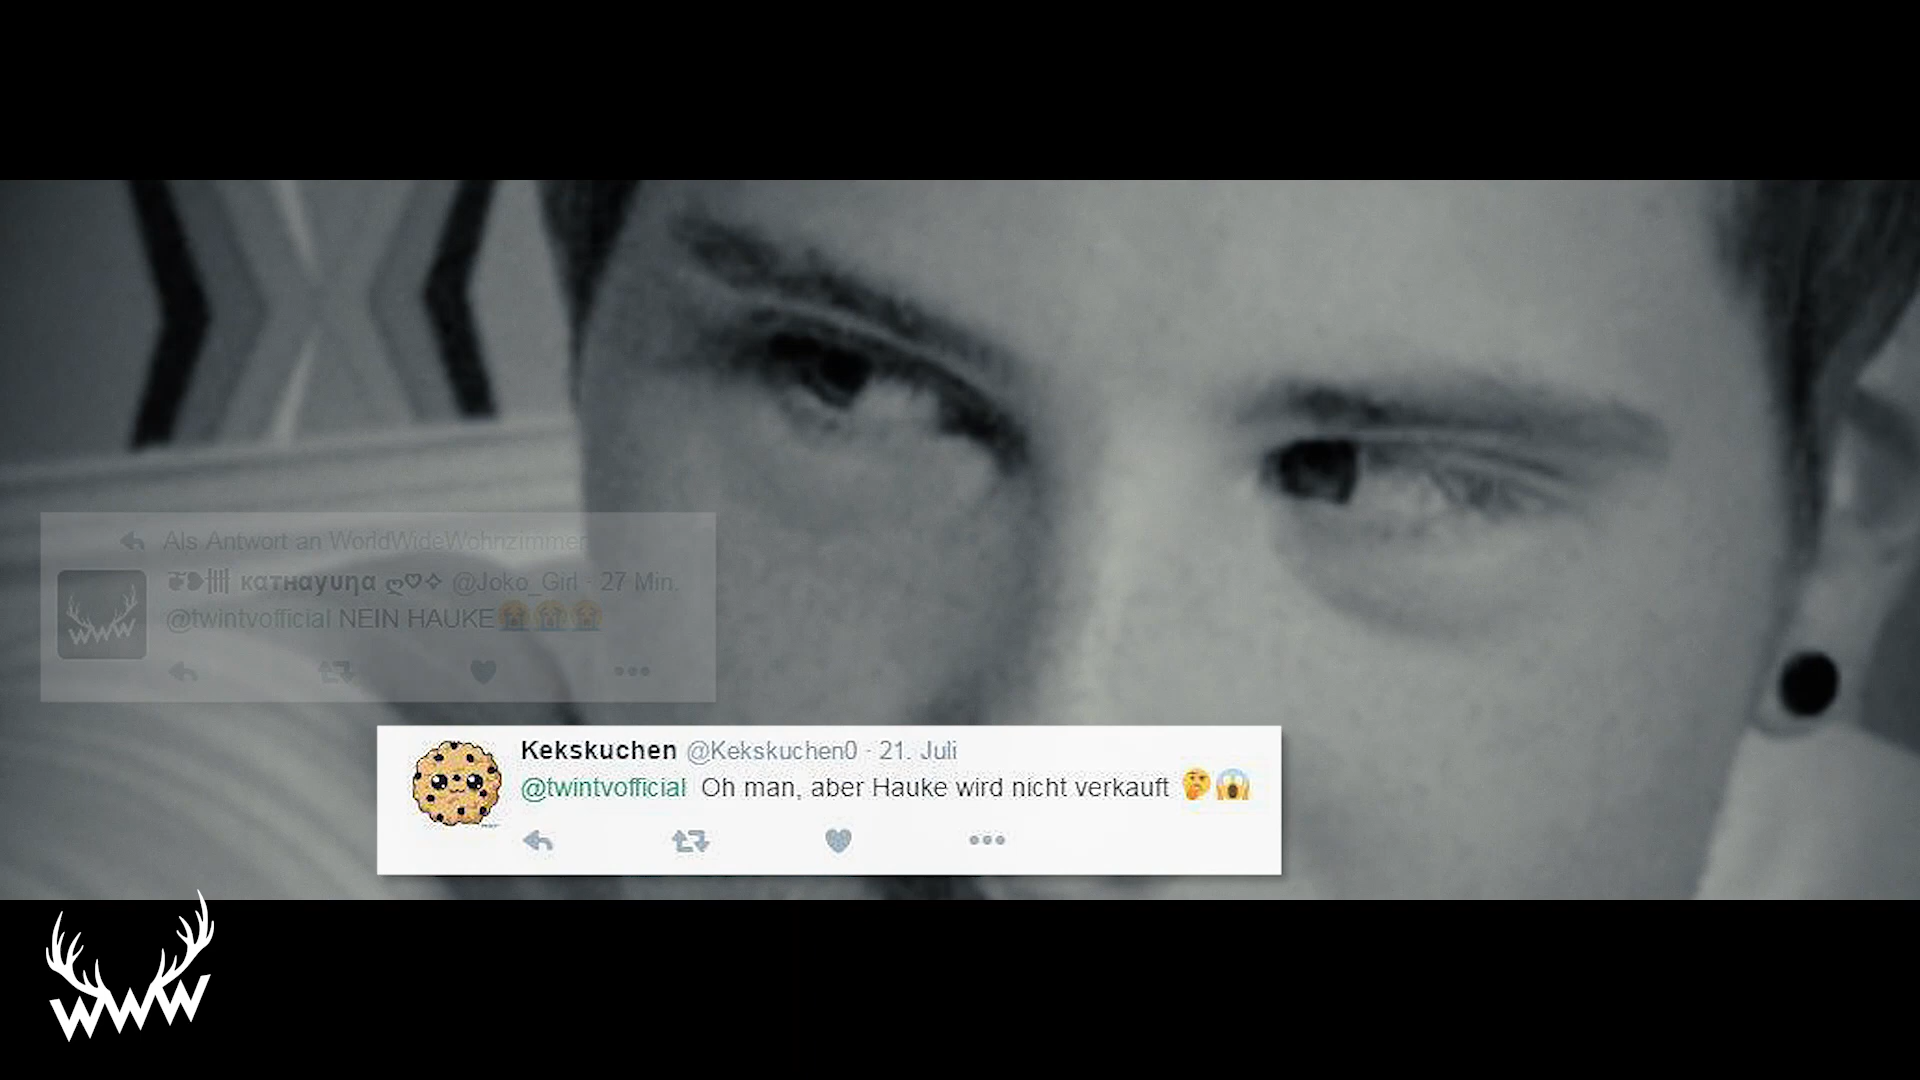 Als Antwort an WorldWideWohnzimmer
καтнαyυηα ღ♡✧ @Joko_Girl · 27 Min.
@twintvofficial NEIN HAUKE😭😭😭
WWW
Kekskuchen @Kekskuchen0 · 21. Juli
@twintvofficial Oh man, aber Hauke wird nicht verkauft 🤔😱
WWW